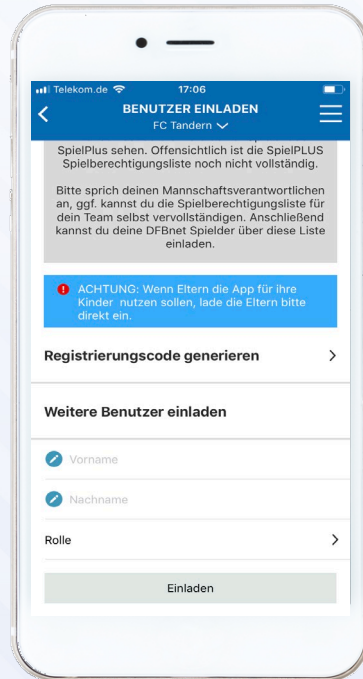 Telekom.de 17:06
BENUTZER EINLADEN
FC Tandern
SpielPlus sehen. Offensichtlich ist die SpielPLUS
Spielberechtigungsliste noch nicht vollständig.
Bitte sprich deinen Mannschaftsverantwortlichen
an, ggf. kannst du die Spielberechtigungsliste für
dein Team selbst vervollständigen. Anschließend
kannst du deine DFBnet Spielder über diese Liste
einladen.
ACHTUNG: Wenn Eltern die App für ihre
Kinder nutzen sollen, lade die Eltern bitte
direkt ein.
Registrierungscode generieren
Weitere Benutzer einladen
Vorname
Nachname
Rolle
Einladen